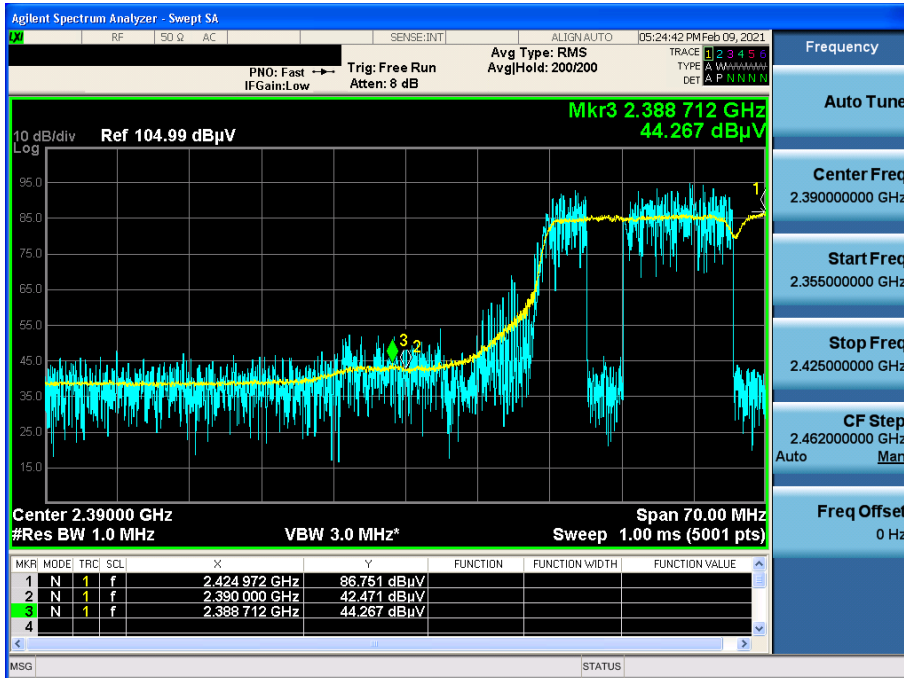 Agilent Spectrum Analyzer - Swept SA
LXI RF 50 Ω AC SENSE:INT ALIGN AUTO 05:24:42 PM Feb 09, 2021
PNO: Fast
IFGain:Low
Trig: Free Run
Atten: 8 dB
Avg Type: RMS
Avg|Hold: 200/200
TRACE 1 2 3 4 5 6
TYPE A W W W W W
DET A P N N N N
Mkr3 2.388 712 GHz
44.267 dBµV
10 dB/div Ref 104.99 dBµV
Log
95.0
85.0
75.0
65.0
55.0
45.0
35.0
25.0
15.0
1
3
2
Center 2.39000 GHz Span 70.00 MHz
#Res BW 1.0 MHz VBW 3.0 MHz* Sweep 1.00 ms (5001 pts)
MKR MODE TRC SCL X Y FUNCTION FUNCTION WIDTH FUNCTION VALUE
1 N 1 f 2.424 972 GHz 86.751 dBµV
2 N 1 f 2.390 000 GHz 42.471 dBµV
3 N 1 f 2.388 712 GHz 44.267 dBµV
4
MSG STATUS
Frequency
Auto Tune
Center Freq
2.390000000 GHz
Start Freq
2.355000000 GHz
Stop Freq
2.425000000 GHz
CF Step
2.462000000 GHz
Auto Man
Freq Offset
0 Hz